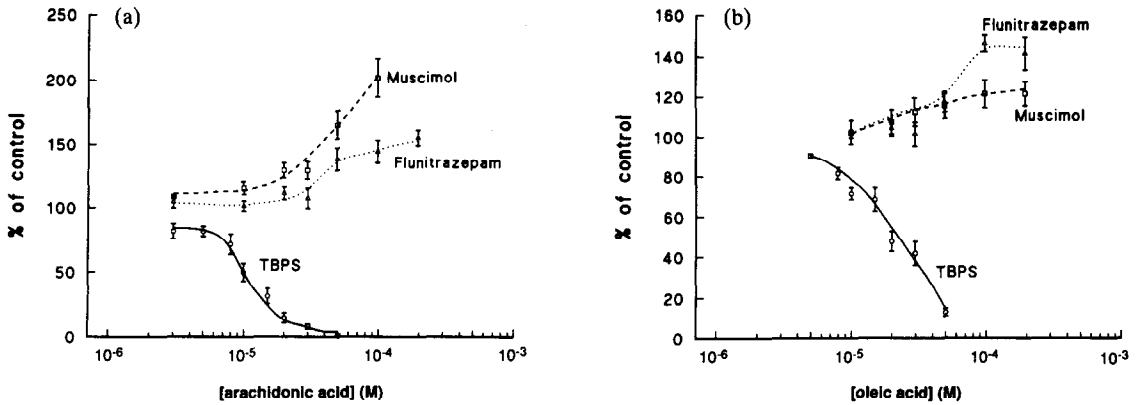 (a)
% of control
250
200
150
100
50
0
Muscimol
Flunitrazepam
TBPS
10-6
10-5
10-4
10-3
[arachidonic acid] (M)
(b)
% of control
160
140
120
100
80
60
40
20
0
Flunitrazepam
Muscimol
TBPS
10-6
10-5
10-4
10-3
[oleic acid] (M)